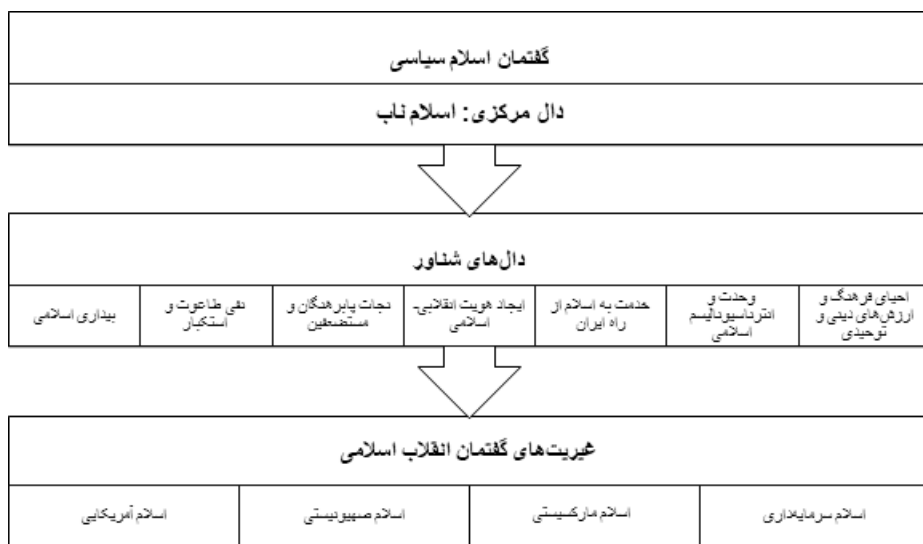 گفتمان اسلام سیاسی
دال مرکزی: اسلام ناب
دال‌های شناور
احیای فرهنگ و
ارزش‌های دینی و
توحیدی
وحدت و
انترناسیونالیسم
اسلامی
خدمت به اسلام از
راه ایران
ایجاد هویت انقلابی-
اسلامی
نجات پابرهنگان و
مستضعفین
نفی طاغوت و
استکبار
بیداری اسلامی
غیریت‌های گفتمان انقلاب اسلامی
اسلام سرمایه‌داری
اسلام مارکسیستی
اسلام صهیونیستی
اسلام آمریکایی